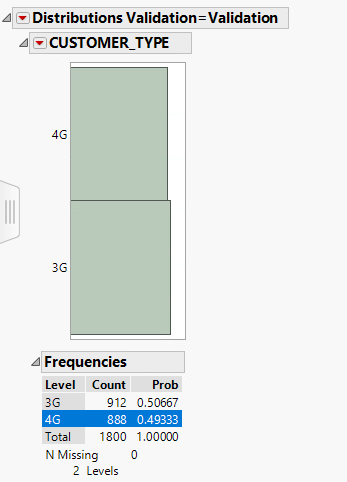 Distributions Validation=Validation
CUSTOMER_TYPE
4G
3G
Frequencies
Level Count Prob
3G 912 0.50667
4G 888 0.49333
Total 1800 1.00000
N Missing 0
2 Levels